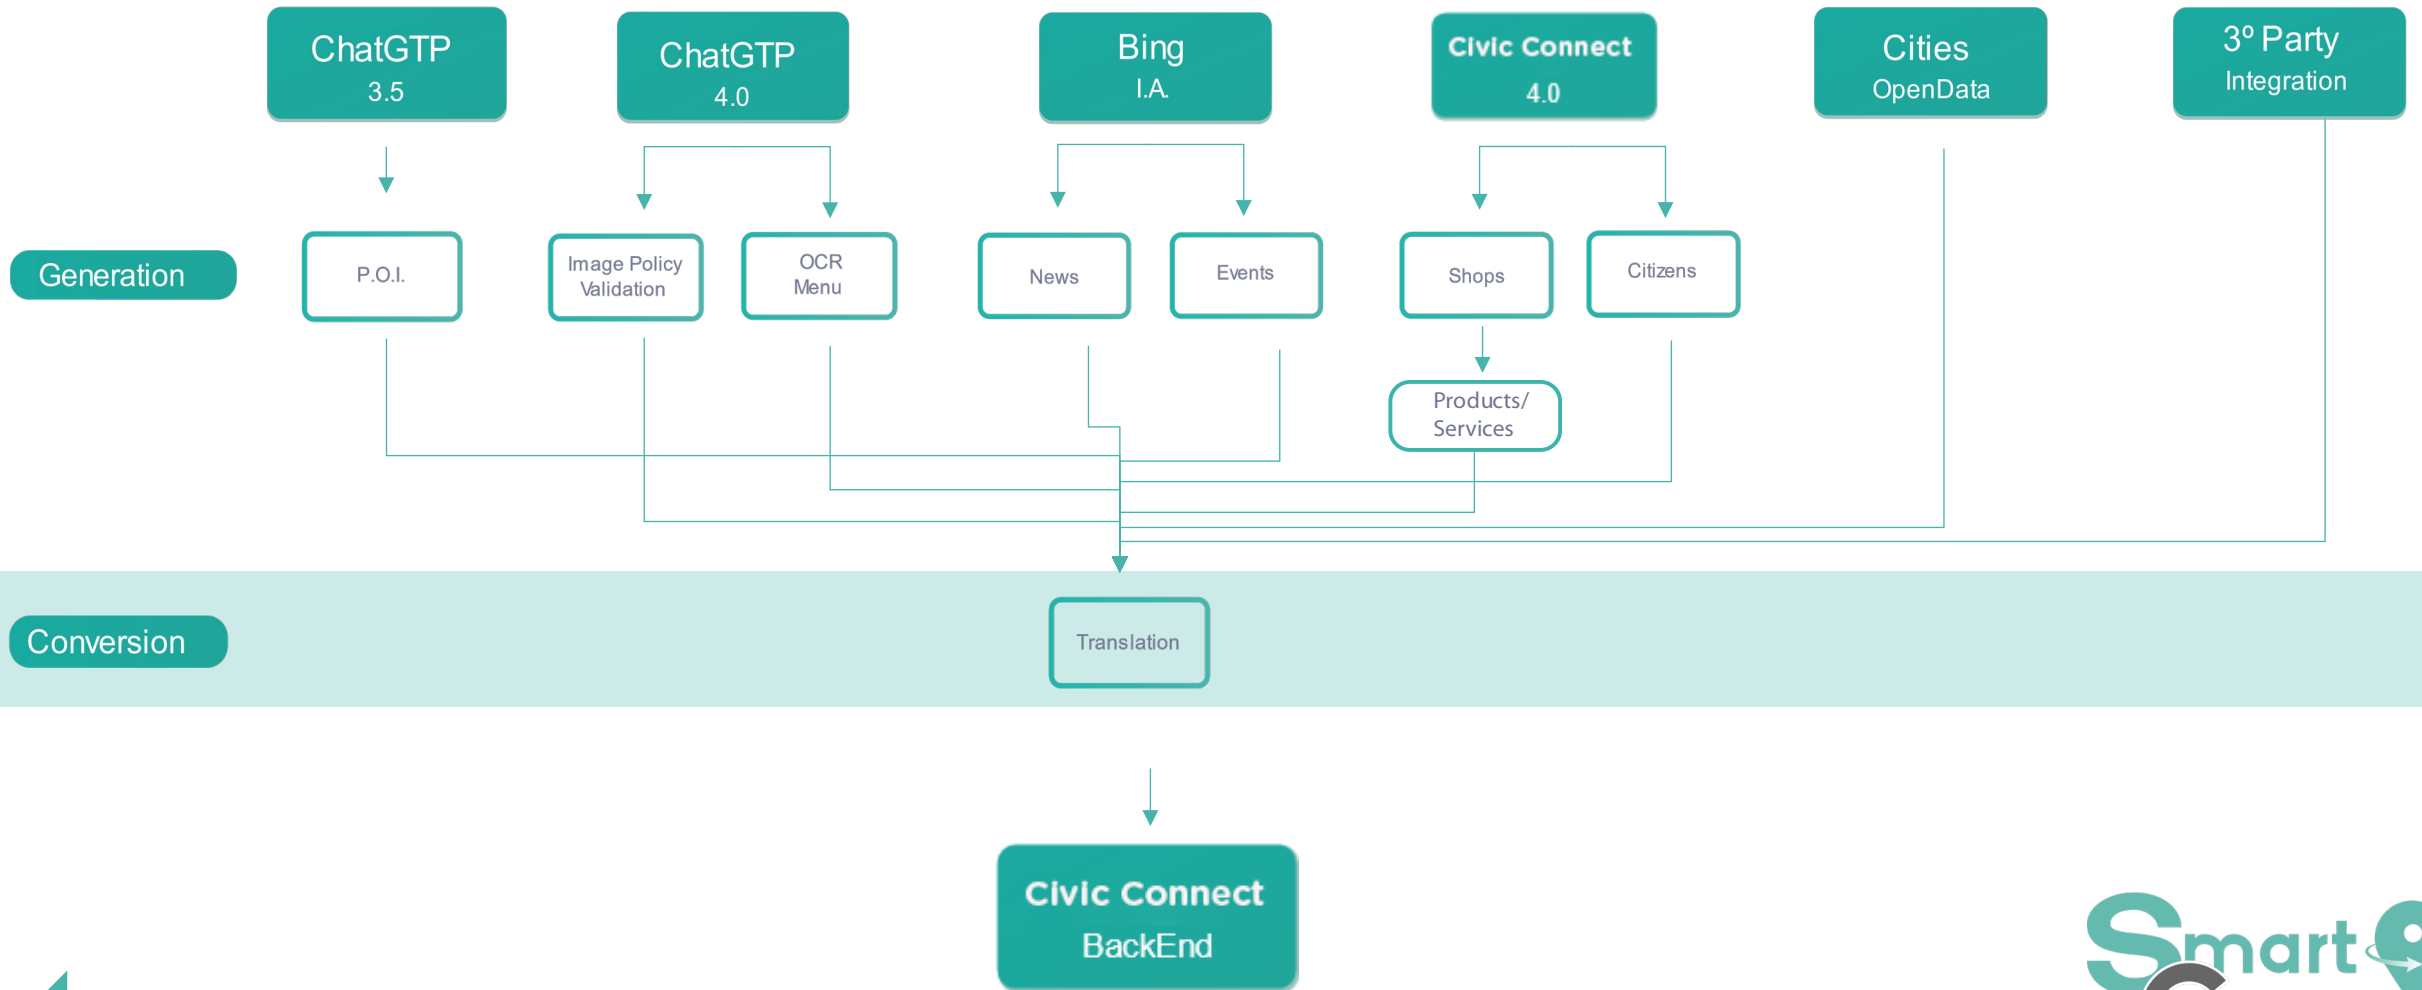 ChatGTP
3.5
ChatGTP
4.0
Bing
I.A.
Civic Connect
4.0
Cities
OpenData
3º Party
Integration
Generation
P.O.I.
Image Policy
Validation
OCR
Menu
News
Events
Shops
Citizens
Products/
Services
Conversion
Translation
Civic Connect
BackEnd
Smart